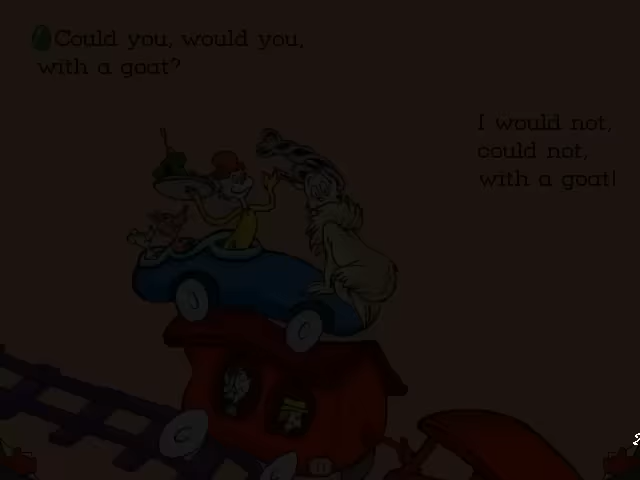 Could you, would you,
with a goat?
I would not,
could not,
with a goat!